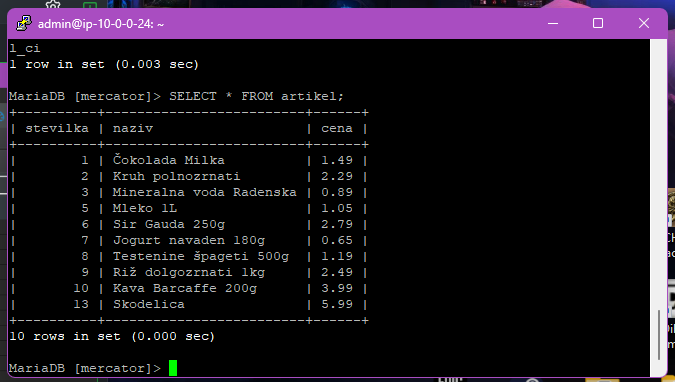 admin@ip-10-0-0-24: ~
l_ci
1 row in set (0.003 sec)
MariaDB [mercator]> SELECT * FROM artikel;
+----------+-------------------------+------+
| stevilka | naziv                   | cena |
+----------+-------------------------+------+
|        1 | Čokolada Milka          | 1.49 |
|        2 | Kruh polnozrnati        | 2.29 |
|        3 | Mineralna voda Radenska | 0.89 |
|        5 | Mleko 1L                | 1.05 |
|        6 | Sir Gauda 250g          | 2.79 |
|        7 | Jogurt navaden 180g     | 0.65 |
|        8 | Testenine špageti 500g  | 1.19 |
|        9 | Riž dolgozrnati 1kg     | 2.49 |
|       10 | Kava Barcaffe 200g      | 3.99 |
|       13 | Skodelica               | 5.99 |
+----------+-------------------------+------+
10 rows in set (0.000 sec)
MariaDB [mercator]>